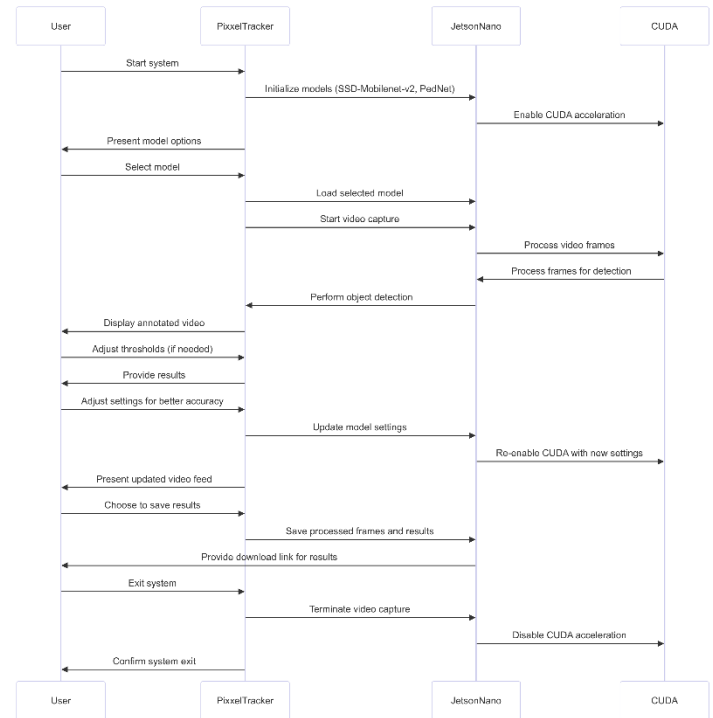 User PixxelTracker JetsonNano CUDA
Start system
Initialize models (SSD-Mobilenet-v2, PedNet)
Enable CUDA acceleration
Present model options
Select model
Load selected model
Start video capture
Process video frames
Process frames for detection
Perform object detection
Display annotated video
Adjust thresholds (if needed)
Provide results
Adjust settings for better accuracy
Update model settings
Re-enable CUDA with new settings
Present updated video feed
Choose to save results
Save processed frames and results
Provide download link for results
Exit system
Terminate video capture
Disable CUDA acceleration
Confirm system exit
User PixxelTracker JetsonNano CUDA